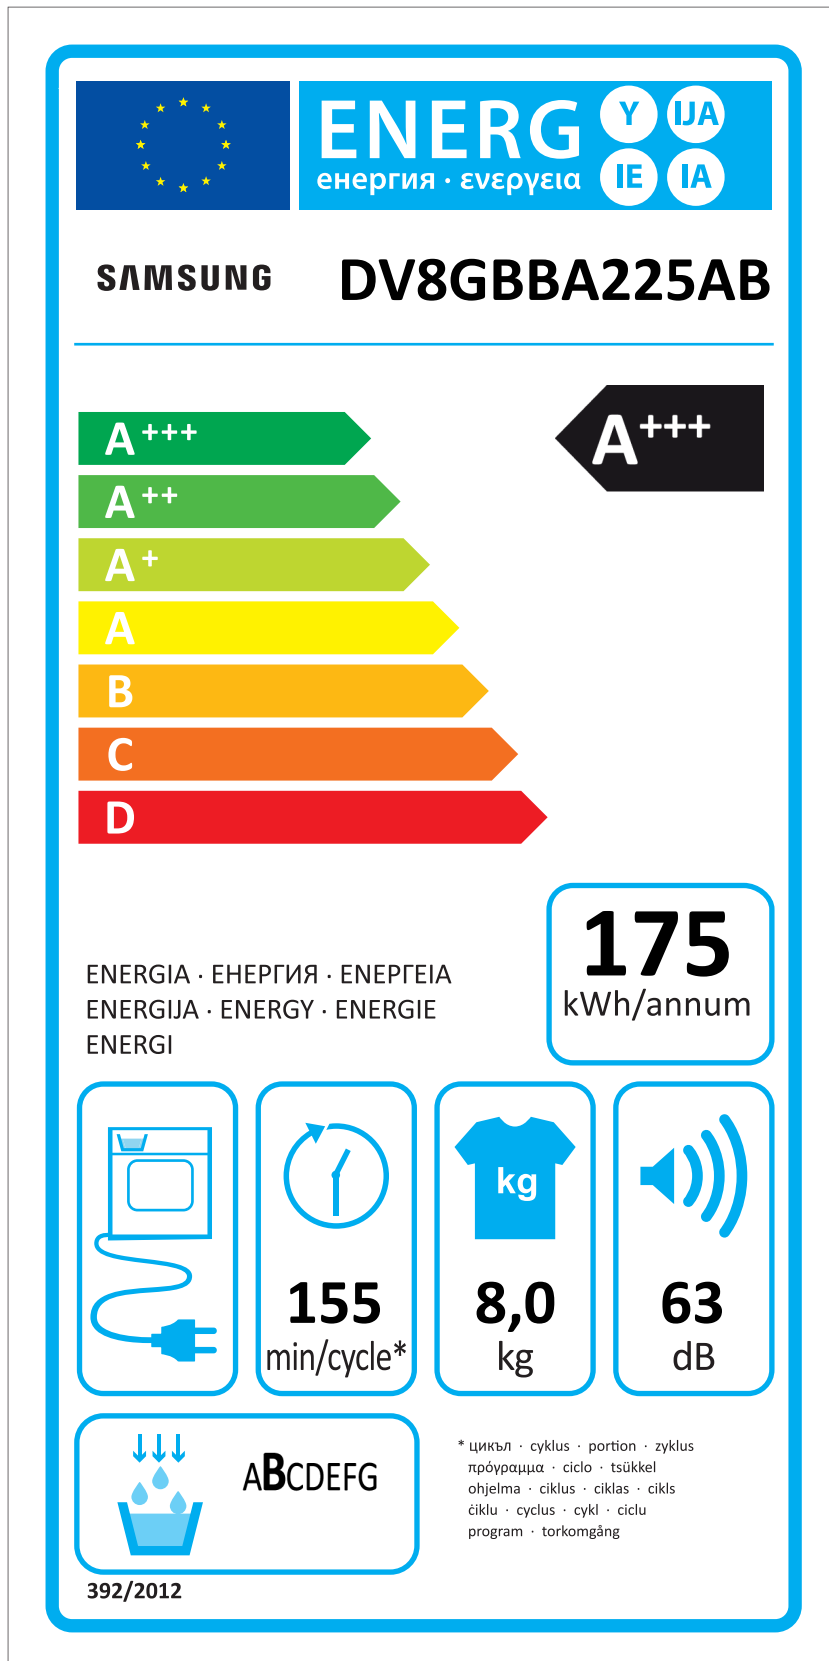 ENERG Y IJA
енергия · ενεργεια IE IA
SAMSUNG DV8GBBA225AB
A+++ A+++
A++
A+
A
B
C
D
175
kWh/annum
ENERGIA · ЕНЕРГИЯ · ΕΝΕΡΓΕΙΑ
ENERGIJA · ENERGY · ENERGIE
ENERGI
kg
155
min/cycle*
8,0
kg
63
dB
ABCDEFG
* цикъл · cyklus · portion · zyklus
πρόγραμμα · ciclo · tsükkel
ohjelma · ciklus · ciklas · cikls
ċiklu · cyclus · cykl · ciclu
program · torkomgång
392/2012